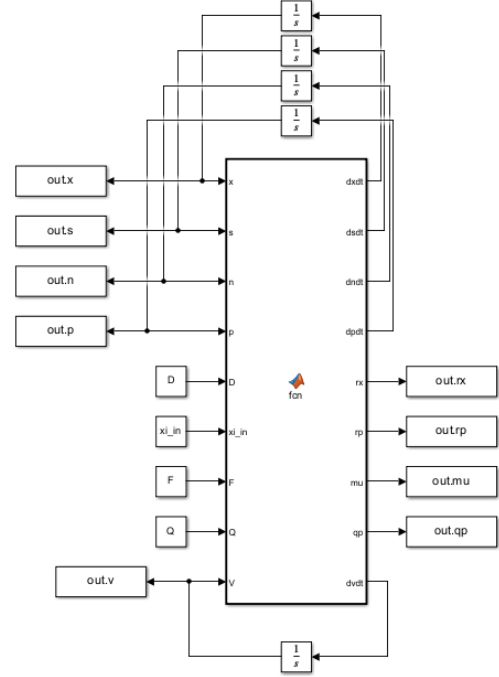 1
s
1
s
1
s
1
s
out.x x dxdt
out.s s dsdt
out.n n dndt
out.p p dpdt
D D fcn rx out.rx
xi_in xi_in rp out.rp
F F mu out.mu
Q Q qp out.qp
out.v V dvdt
1
s